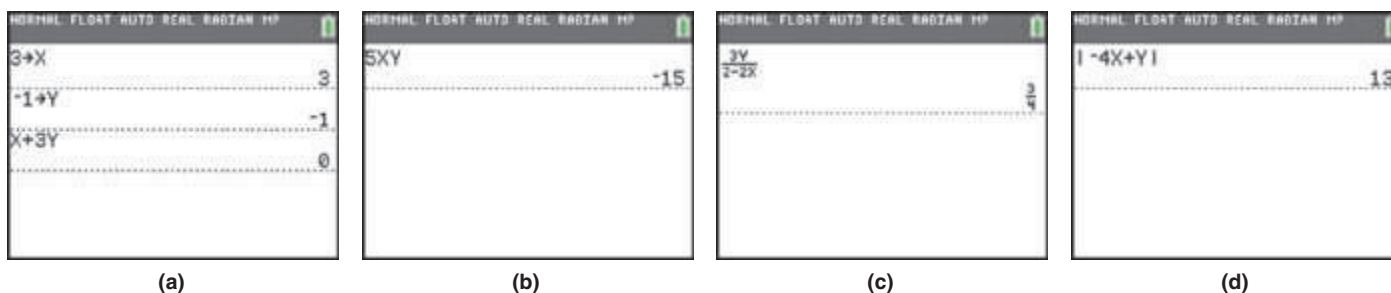 NORMAL FLOAT AUTO REAL RADIAN MP
3→X
3
-1→Y
-1
X+3Y
0
(a)
NORMAL FLOAT AUTO REAL RADIAN MP
5XY
-15
(b)
NORMAL FLOAT AUTO REAL RADIAN MP
3Y
2-2X
3
4
(c)
NORMAL FLOAT AUTO REAL RADIAN MP
|-4X+Y|
13
(d)